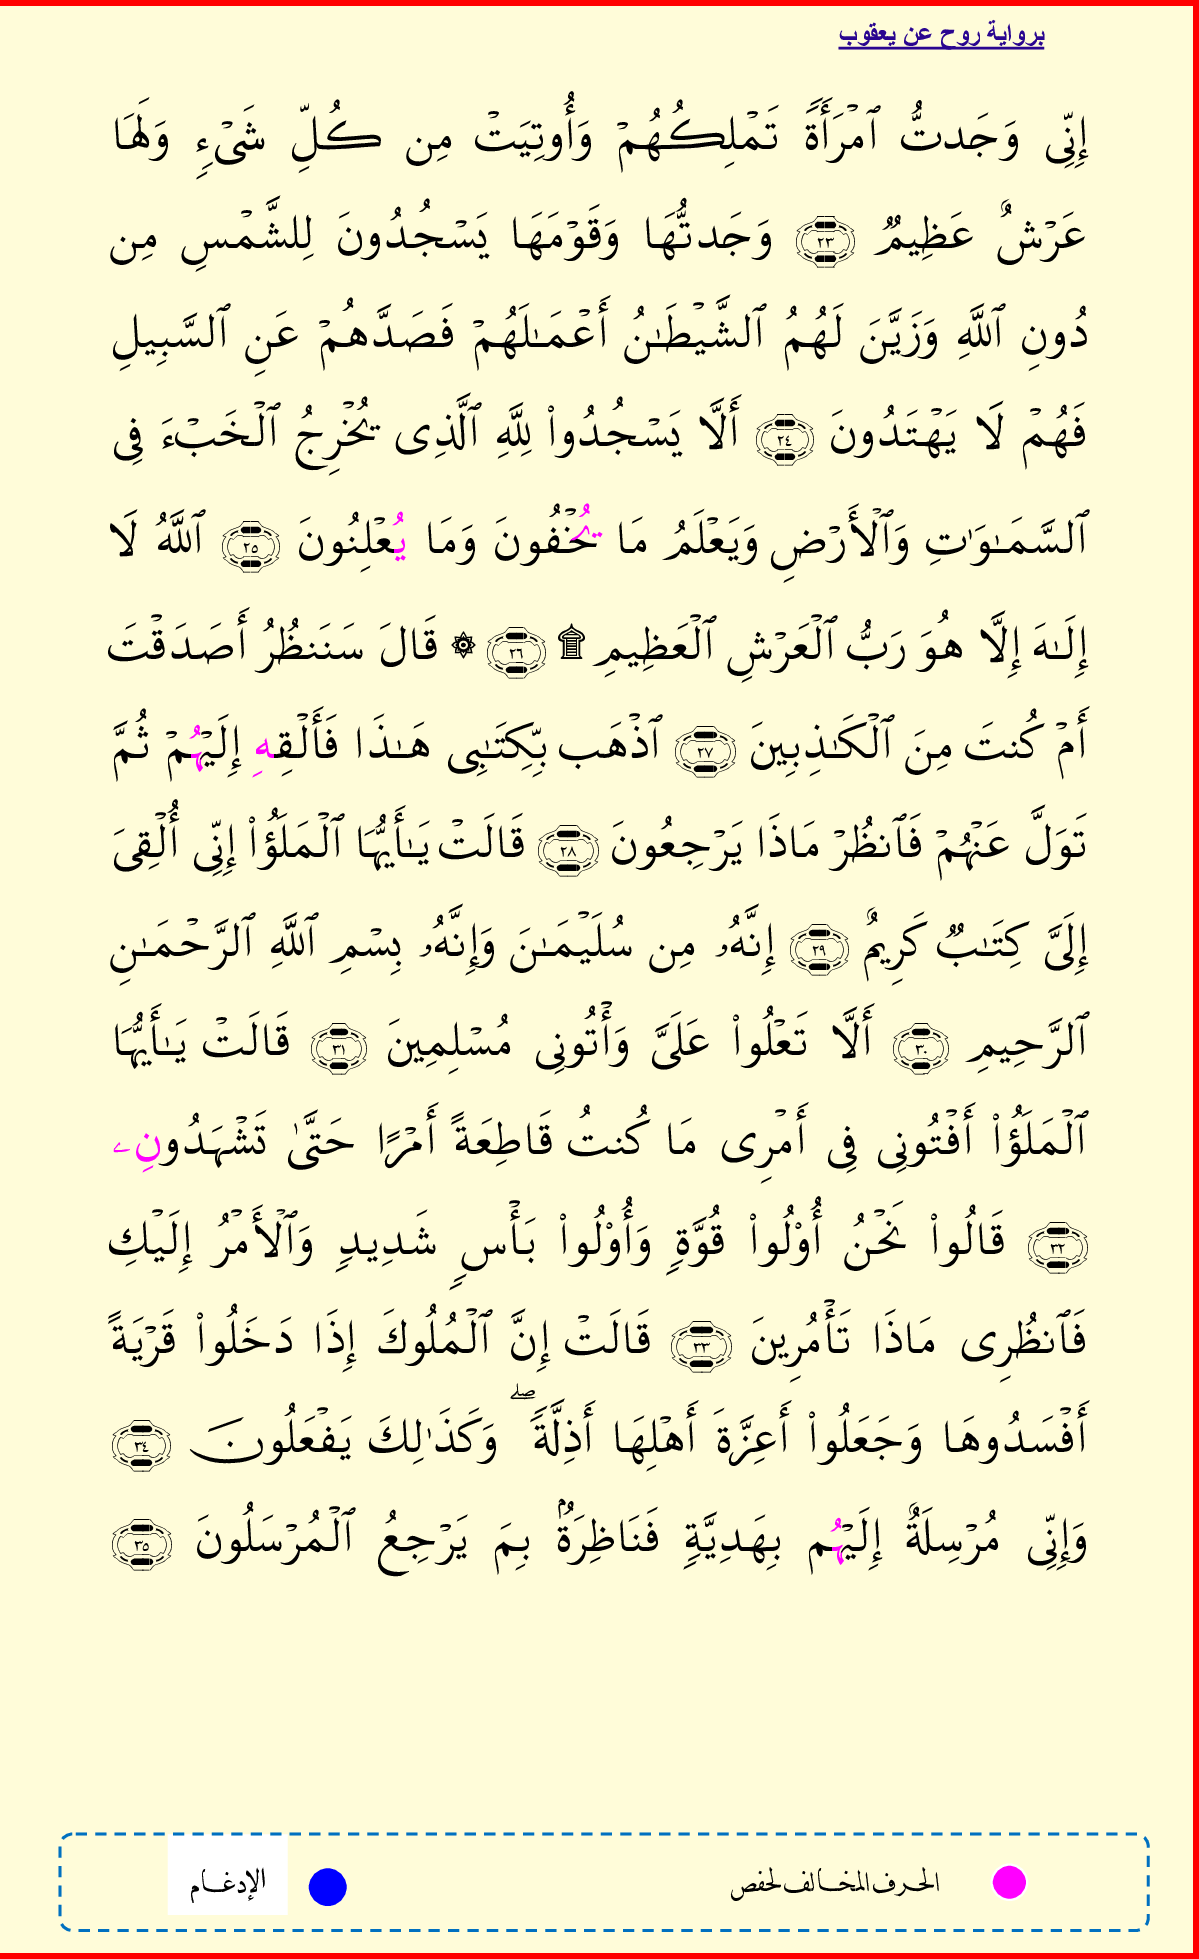 برواية روح عن يعقوب
إِنِّى وَجَدتُّ ٱمْرَأَةً تَمْلِكُهُمْ وَأُوتِيَتْ مِن كُلِّ شَىْءٍ وَلَهَا
عَرْشٌ عَظِيمٌ ٢٣ وَجَدتُّهَا وَقَوْمَهَا يَسْجُدُونَ لِلشَّمْسِ مِن
دُونِ ٱللَّهِ وَزَيَّنَ لَهُمُ ٱلشَّيْطَـٰنُ أَعْمَـٰلَهُمْ فَصَدَّهُمْ عَنِ ٱلسَّبِيلِ
فَهُمْ لَا يَهْتَدُونَ ٢٤ أَلَّا يَسْجُدُوا۟ لِلَّهِ ٱلَّذِى يُخْرِجُ ٱلْخَبْءَ فِى
ٱلسَّمَـٰوَٰتِ وَٱلْأَرْضِ وَيَعْلَمُ مَا يُخْفُونَ وَمَا يُعْلِنُونَ ٢٥ ٱللَّهُ لَا
إِلَـٰهَ إِلَّا هُوَ رَبُّ ٱلْعَرْشِ ٱلْعَظِيمِ ۩ ٢٦ ۞ قَالَ سَنَنظُرُ أَصَدَقْتَ
أَمْ كُنتَ مِنَ ٱلْكَـٰذِبِينَ ٢٧ ٱذْهَب بِّكِتَـٰبِى هَـٰذَا فَأَلْقِهِ إِلَيْهُمْ ثُمَّ
تَوَلَّ عَنْهُمْ فَٱنظُرْ مَاذَا يَرْجِعُونَ ٢٨ قَالَتْ يَـٰأَيُّهَا ٱلْمَلَؤُا۟ إِنِّى أُلْقِىَ
إِلَىَّ كِتَـٰبٌ كَرِيمٌ ٢٩ إِنَّهُۥ مِن سُلَيْمَـٰنَ وَإِنَّهُۥ بِسْمِ ٱللَّهِ ٱلرَّحْمَـٰنِ
ٱلرَّحِيمِ ٣٠ أَلَّا تَعْلُوا۟ عَلَىَّ وَأْتُونِى مُسْلِمِينَ ٣١ قَالَتْ يَـٰأَيُّهَا
ٱلْمَلَؤُا۟ أَفْتُونِى فِى أَمْرِى مَا كُنتُ قَاطِعَةً أَمْرًا حَتَّىٰ تَشْهَدُونِۦ
٣٢ قَالُوا۟ نَحْنُ أُو۟لُوا۟ قُوَّةٍ وَأُو۟لُوا۟ بَأْسٍ شَدِيدٍ وَٱلْأَمْرُ إِلَيْكِ
فَٱنظُرِى مَاذَا تَأْمُرِينَ ٣٣ قَالَتْ إِنَّ ٱلْمُلُوكَ إِذَا دَخَلُوا۟ قَرْيَةً
أَفْسَدُوهَا وَجَعَلُوا۟ أَعِزَّةَ أَهْلِهَا أَذِلَّةً ۖ وَكَذَٰلِكَ يَفْعَلُونَ ٣٤
وَإِنِّى مُرْسِلَةٌ إِلَيْهُم بِهَدِيَّةٍ فَنَاظِرَةٌۢ بِمَ يَرْجِعُ ٱلْمُرْسَلُونَ ٣٥
الحرف المخالف لحفص الإدغام